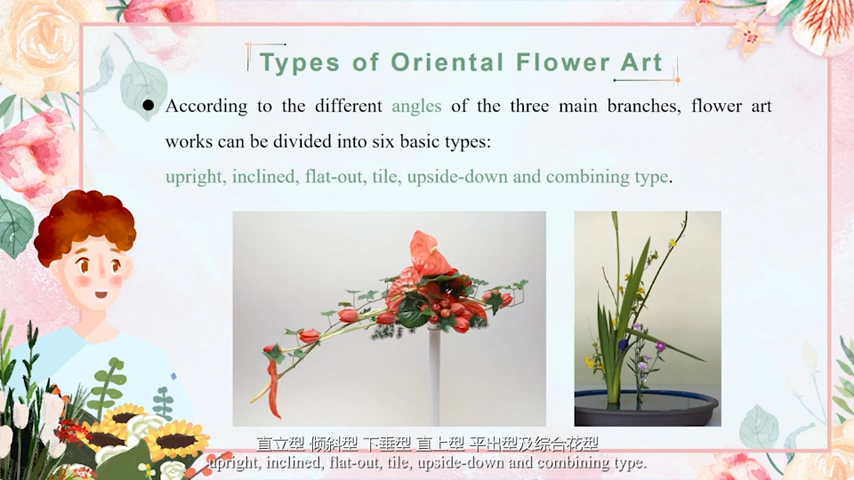 Types of Oriental Flower Art
According to the different angles of the three main branches, flower art
works can be divided into six basic types:
upright, inclined, flat-out, tile, upside-down and combining type.
直立型 倾斜型 下垂型 直上型 平出型及综合花型
upright, inclined, flat-out, tile, upside-down and combining type.